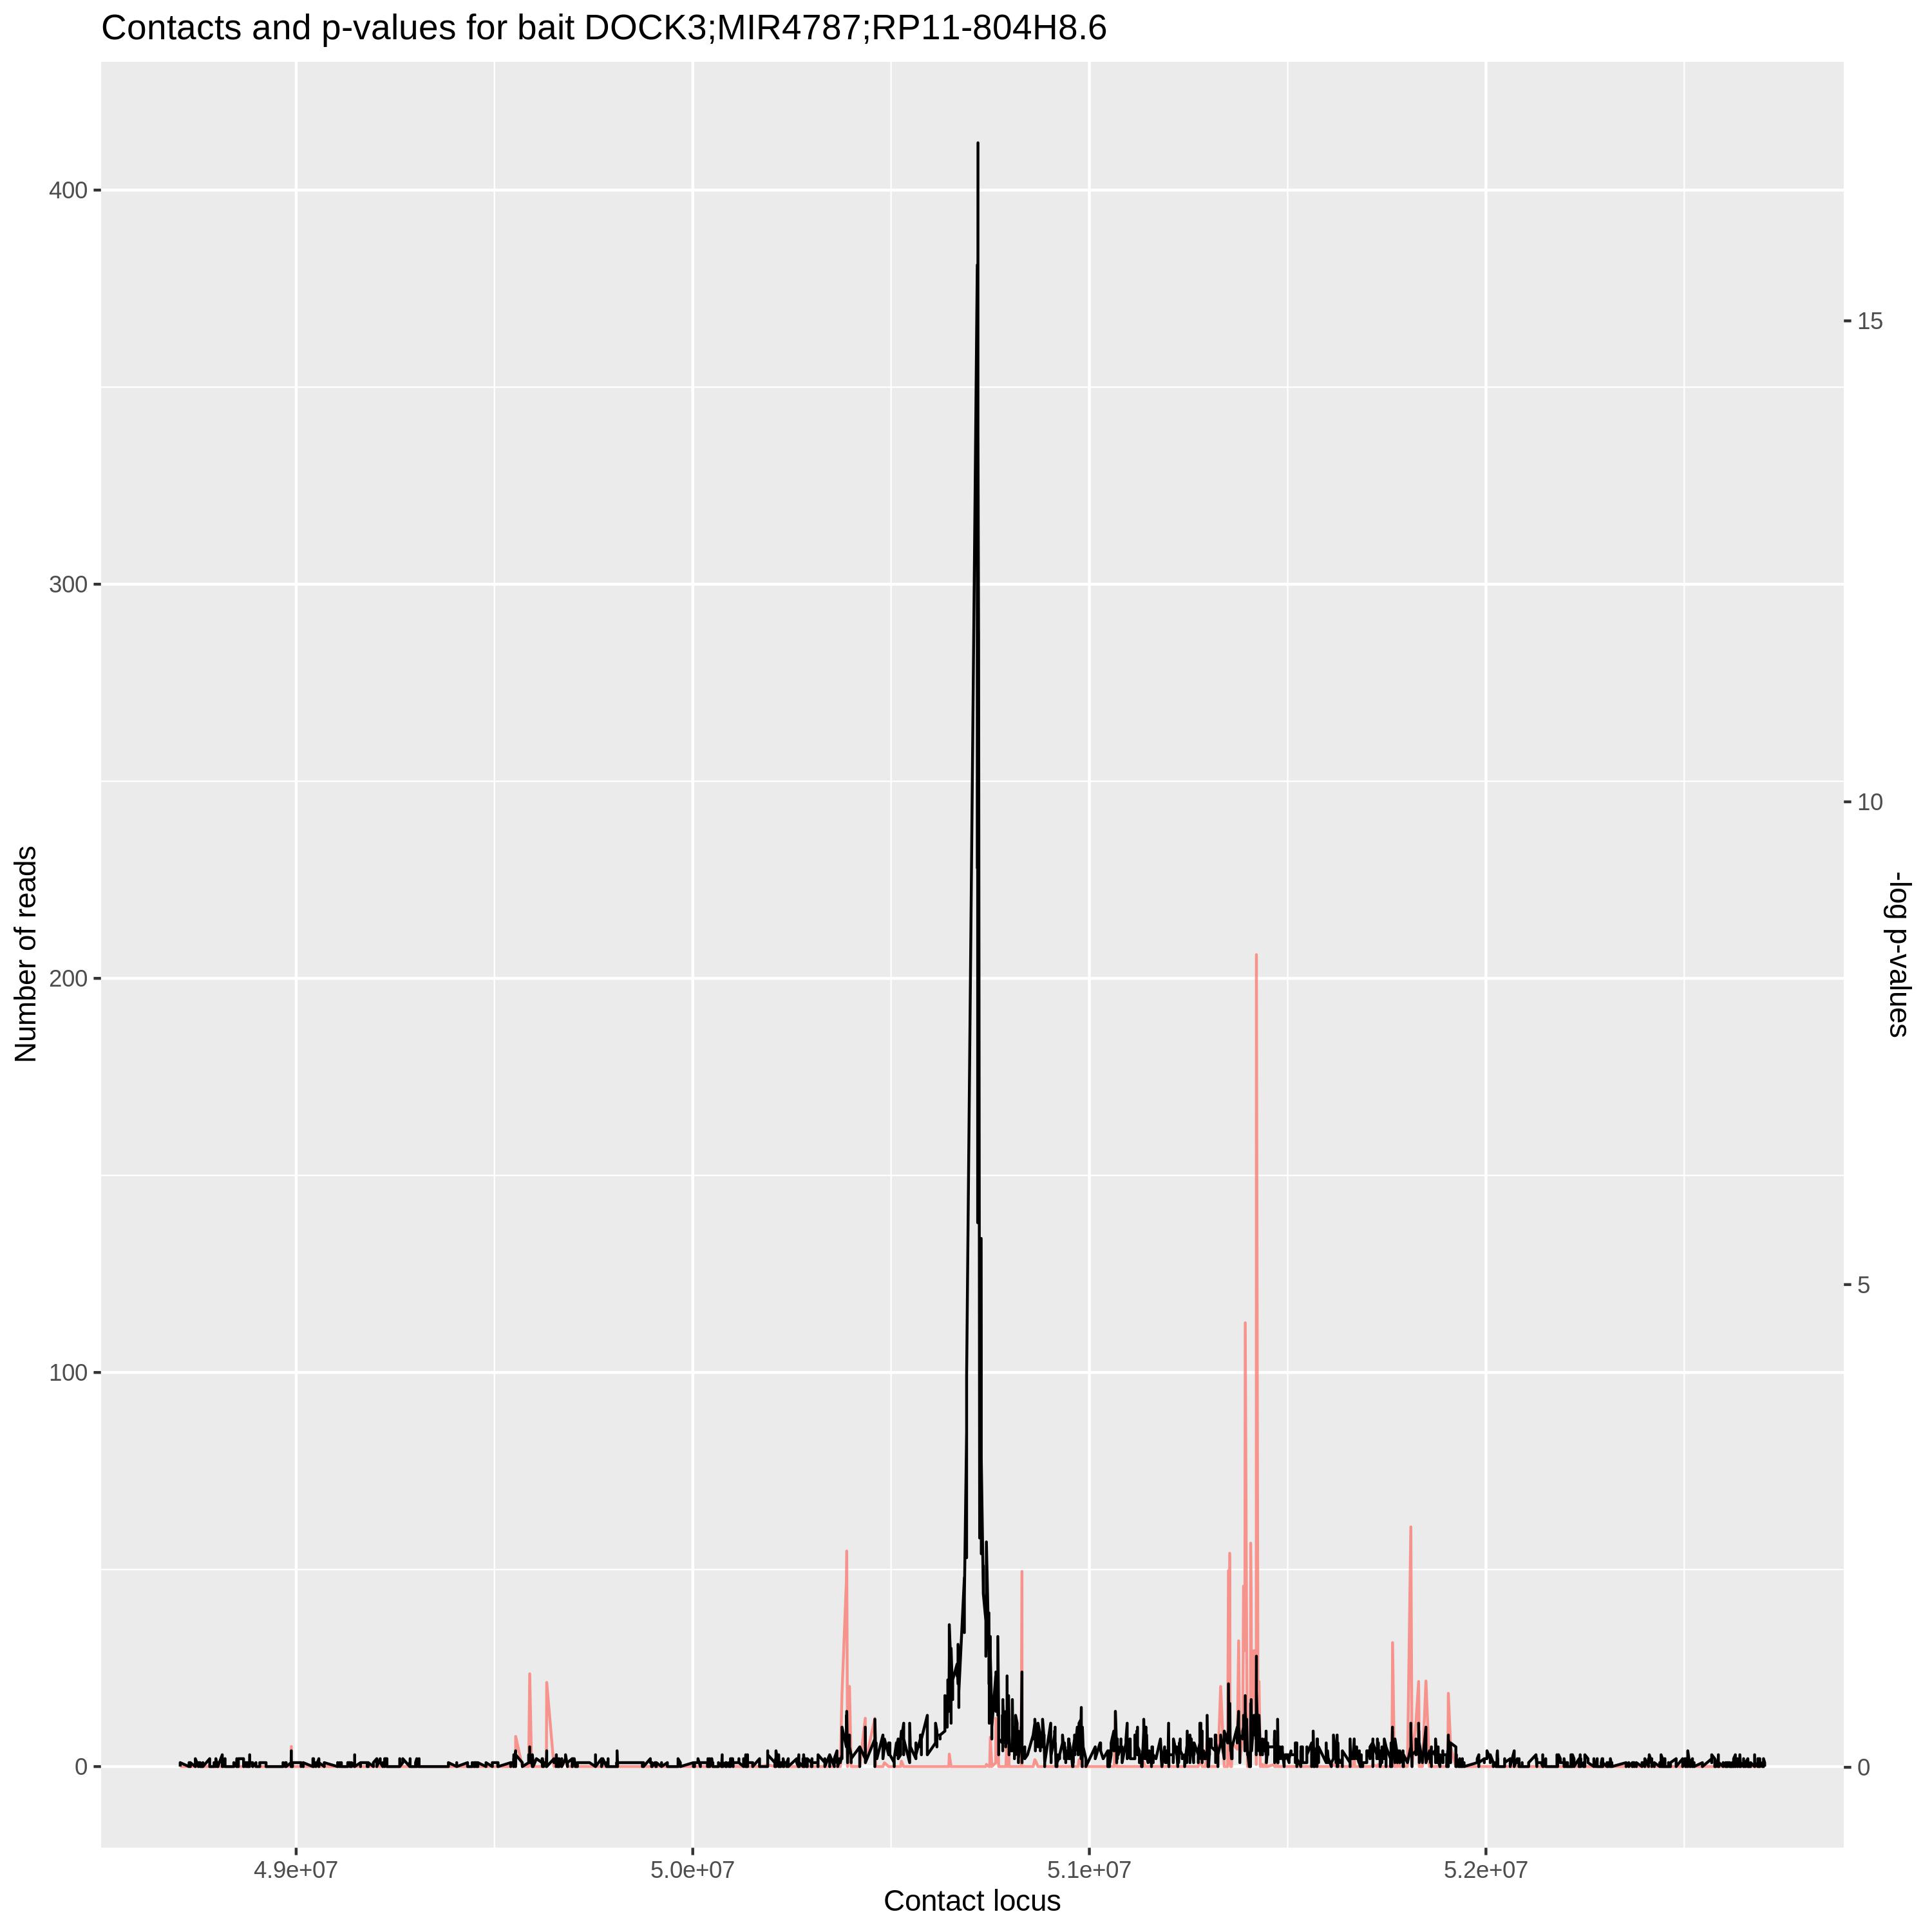 Contacts and p-values for bait DOCK3;MIR4787;RP11-804H8.6
400
300
200
100
0
Number of reads
15
10
5
0
-log p-values
4.9e+07
5.0e+07
5.1e+07
5.2e+07
Contact locus